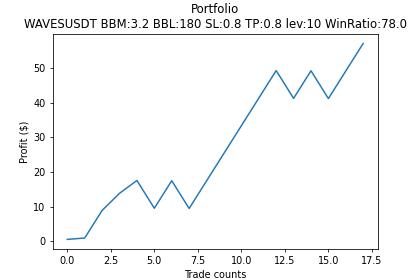 Portfolio
WAVESUSDT BBM:3.2 BBL:180 SL:0.8 TP:0.8 lev:10 WinRatio:78.0
50
40
30
20
10
0
Profit ($)
0.0 2.5 5.0 7.5 10.0 12.5 15.0 17.5
Trade counts